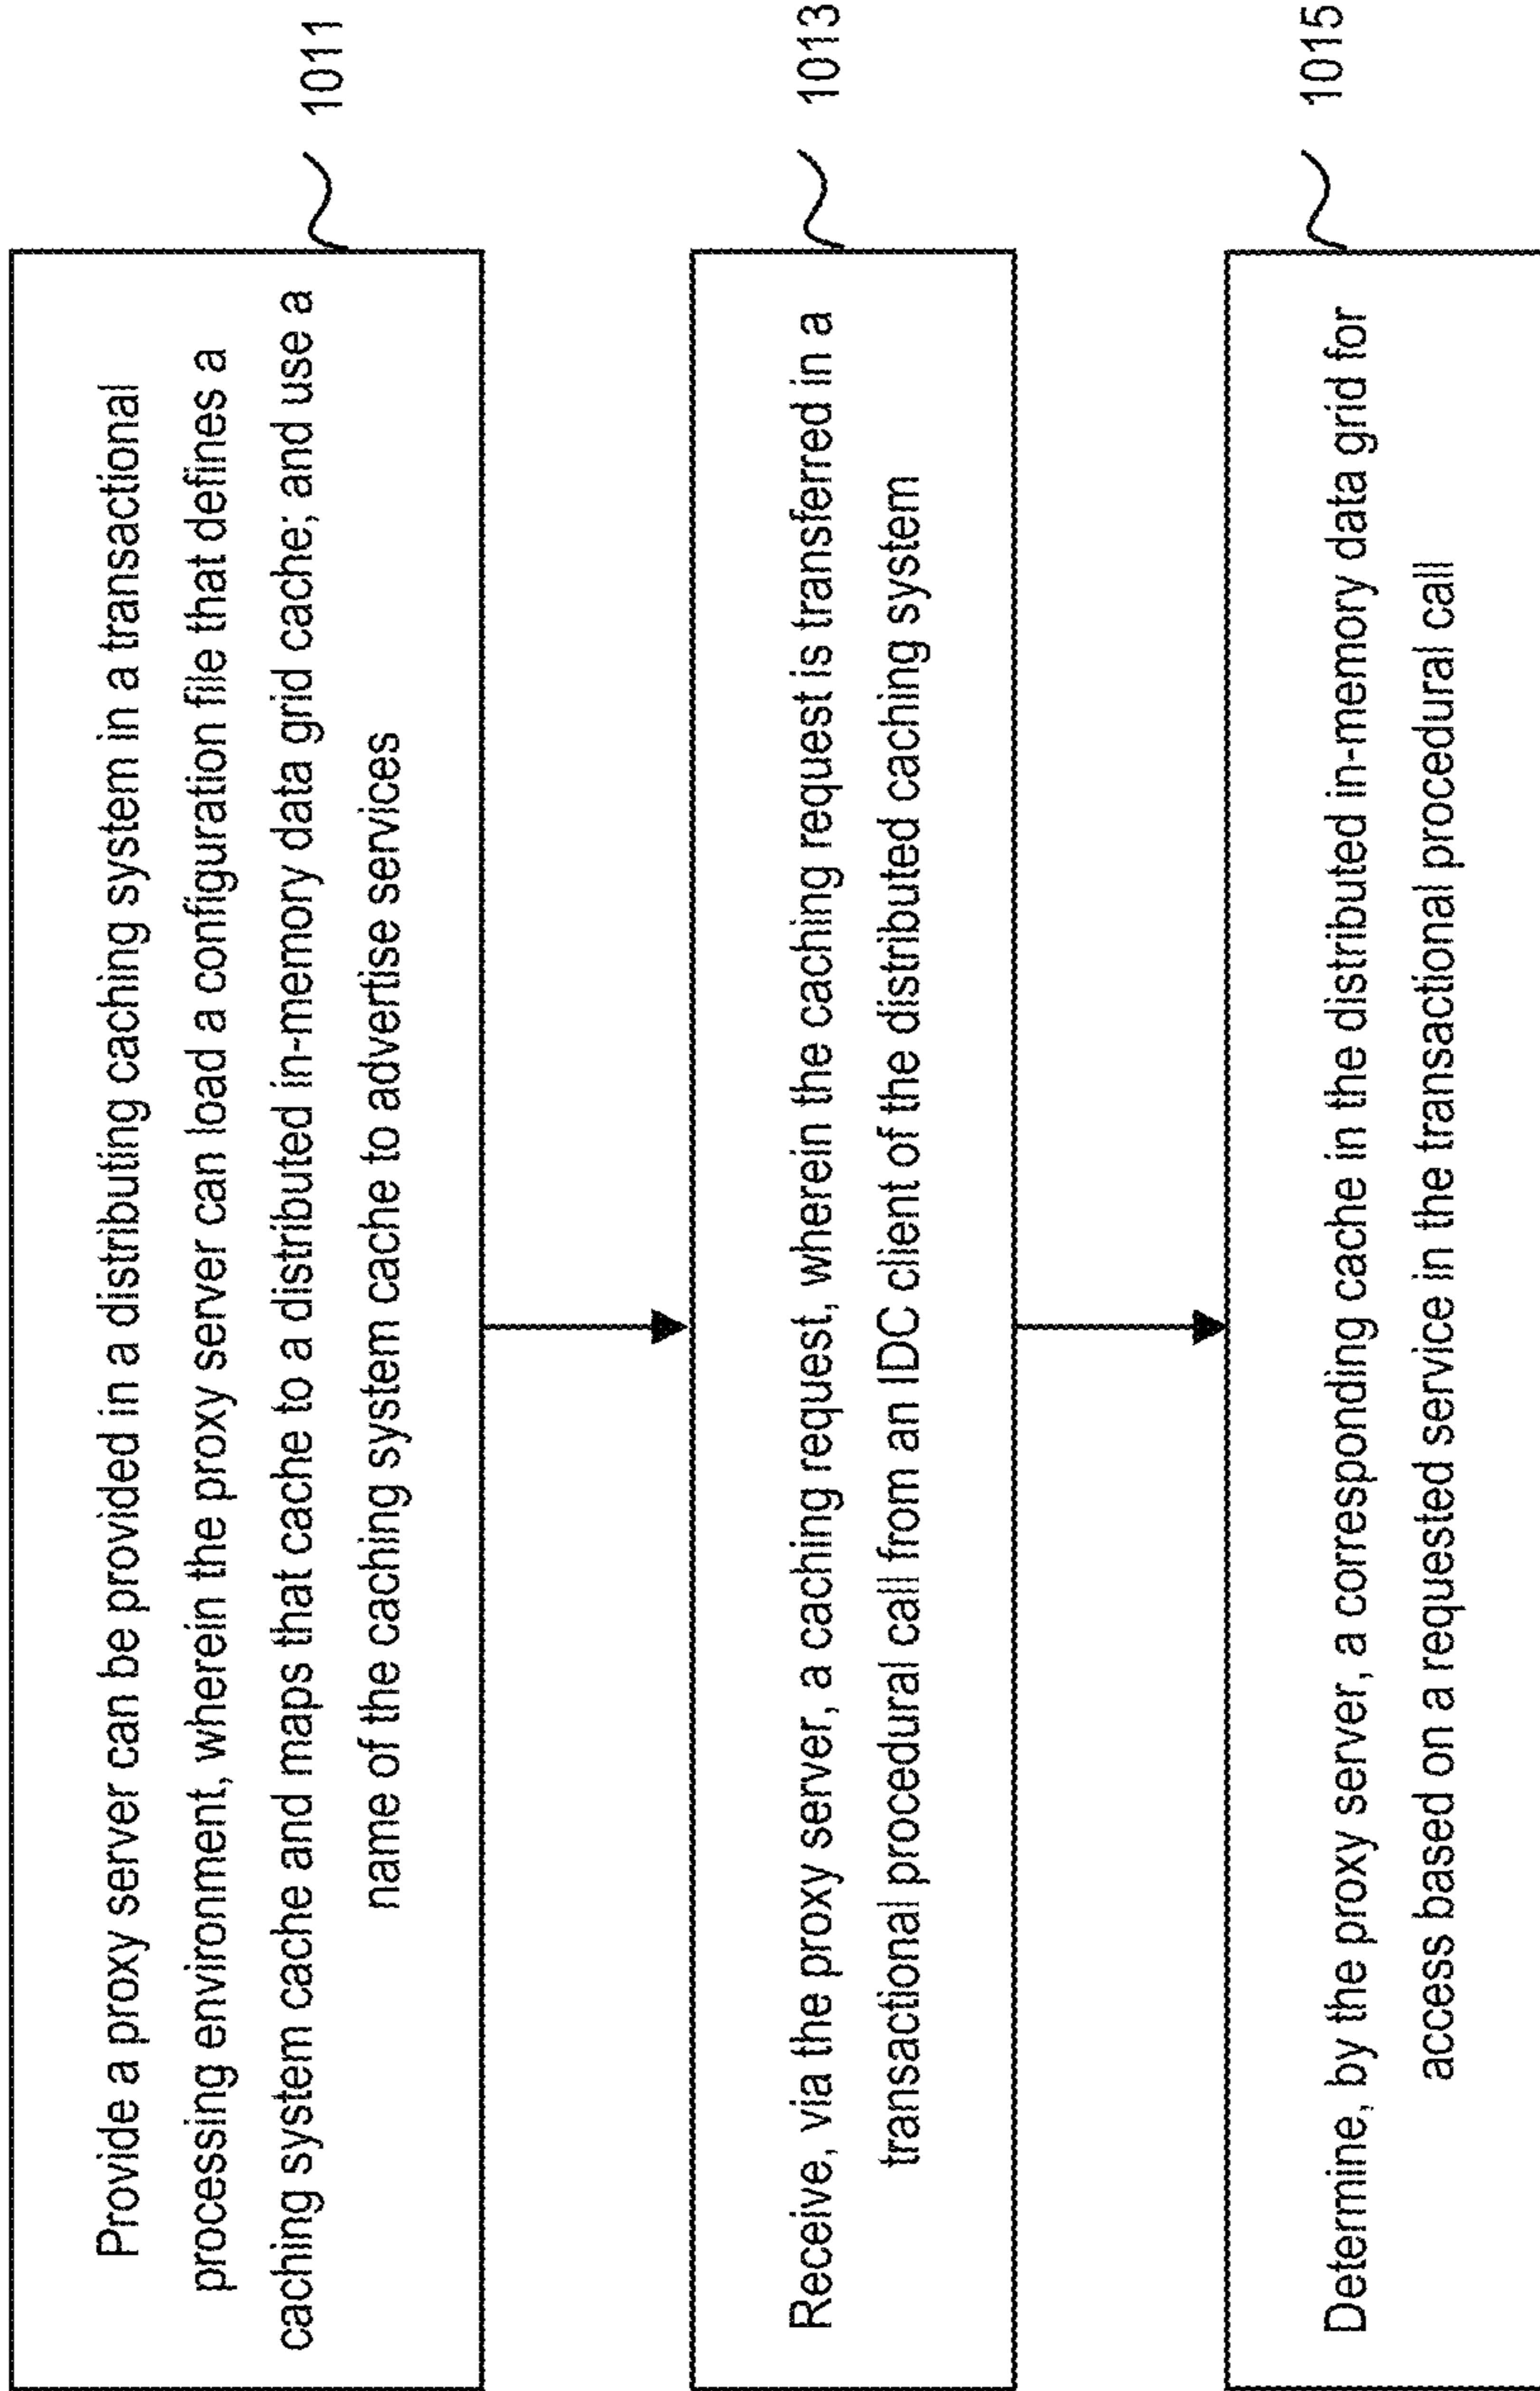 Provide a proxy server can be provided in a distributing caching system in a transactional
processing environment, wherein the proxy server can load a configuration file that defines a
caching system cache and maps that cache to a distributed in-memory data grid cache; and use a
name of the caching system cache to advertise services
1011
Receive, via the proxy server, a caching request, wherein the caching request is transferred in a
transactional procedural call from an IDC client of the distributed caching system
1013
Determine, by the proxy server, a corresponding cache in the distributed in-memory data grid for
access based on a requested service in the transactional procedural call
1015